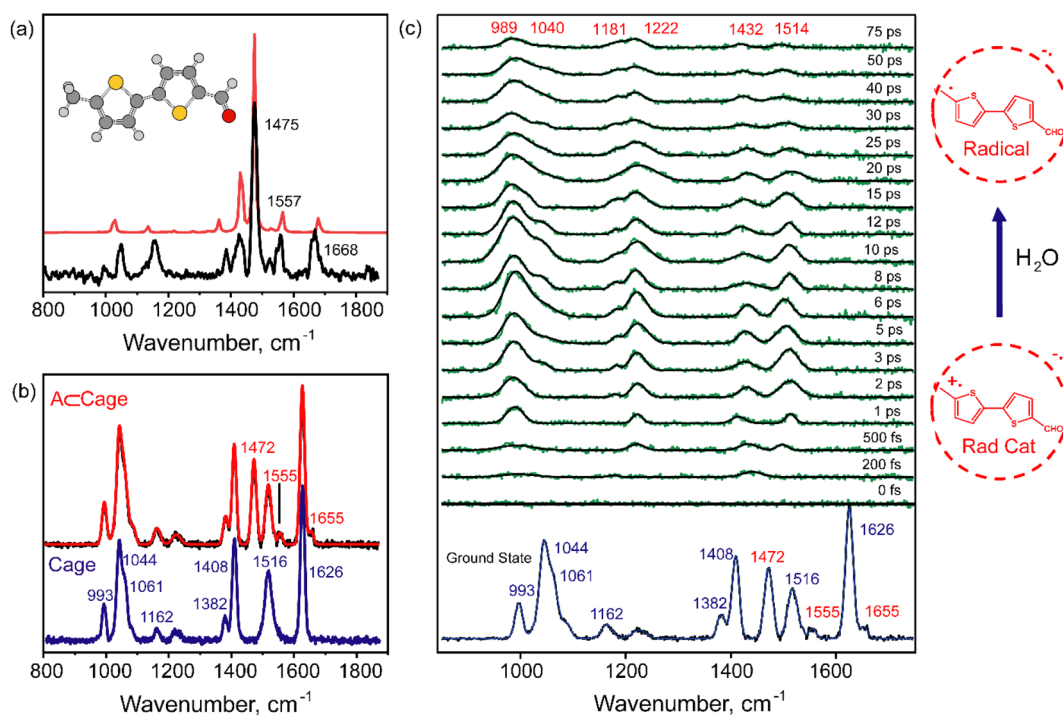 (a)
1475
1557
1668
800 1000 1200 1400 1600 1800
Wavenumber, cm⁻¹
(b)
A⊂Cage
1472
1555
1655
Cage
1044
1061
993
1162
1408
1382
1516
1626
800 1000 1200 1400 1600 1800
Wavenumber, cm⁻¹
(c)
989 1040 1181 1222 1432 1514
75 ps
50 ps
40 ps
30 ps
25 ps
20 ps
15 ps
12 ps
10 ps
8 ps
6 ps
5 ps
3 ps
2 ps
1 ps
500 fs
200 fs
0 fs
Ground State
993
1044
1061
1162
1382
1408
1472
1516
1555
1626
1655
1000 1200 1400 1600
Wavenumber, cm⁻¹
-·
·
S
S
CHO
Radical
H₂O
-·
+·
S
S
CHO
Rad Cat